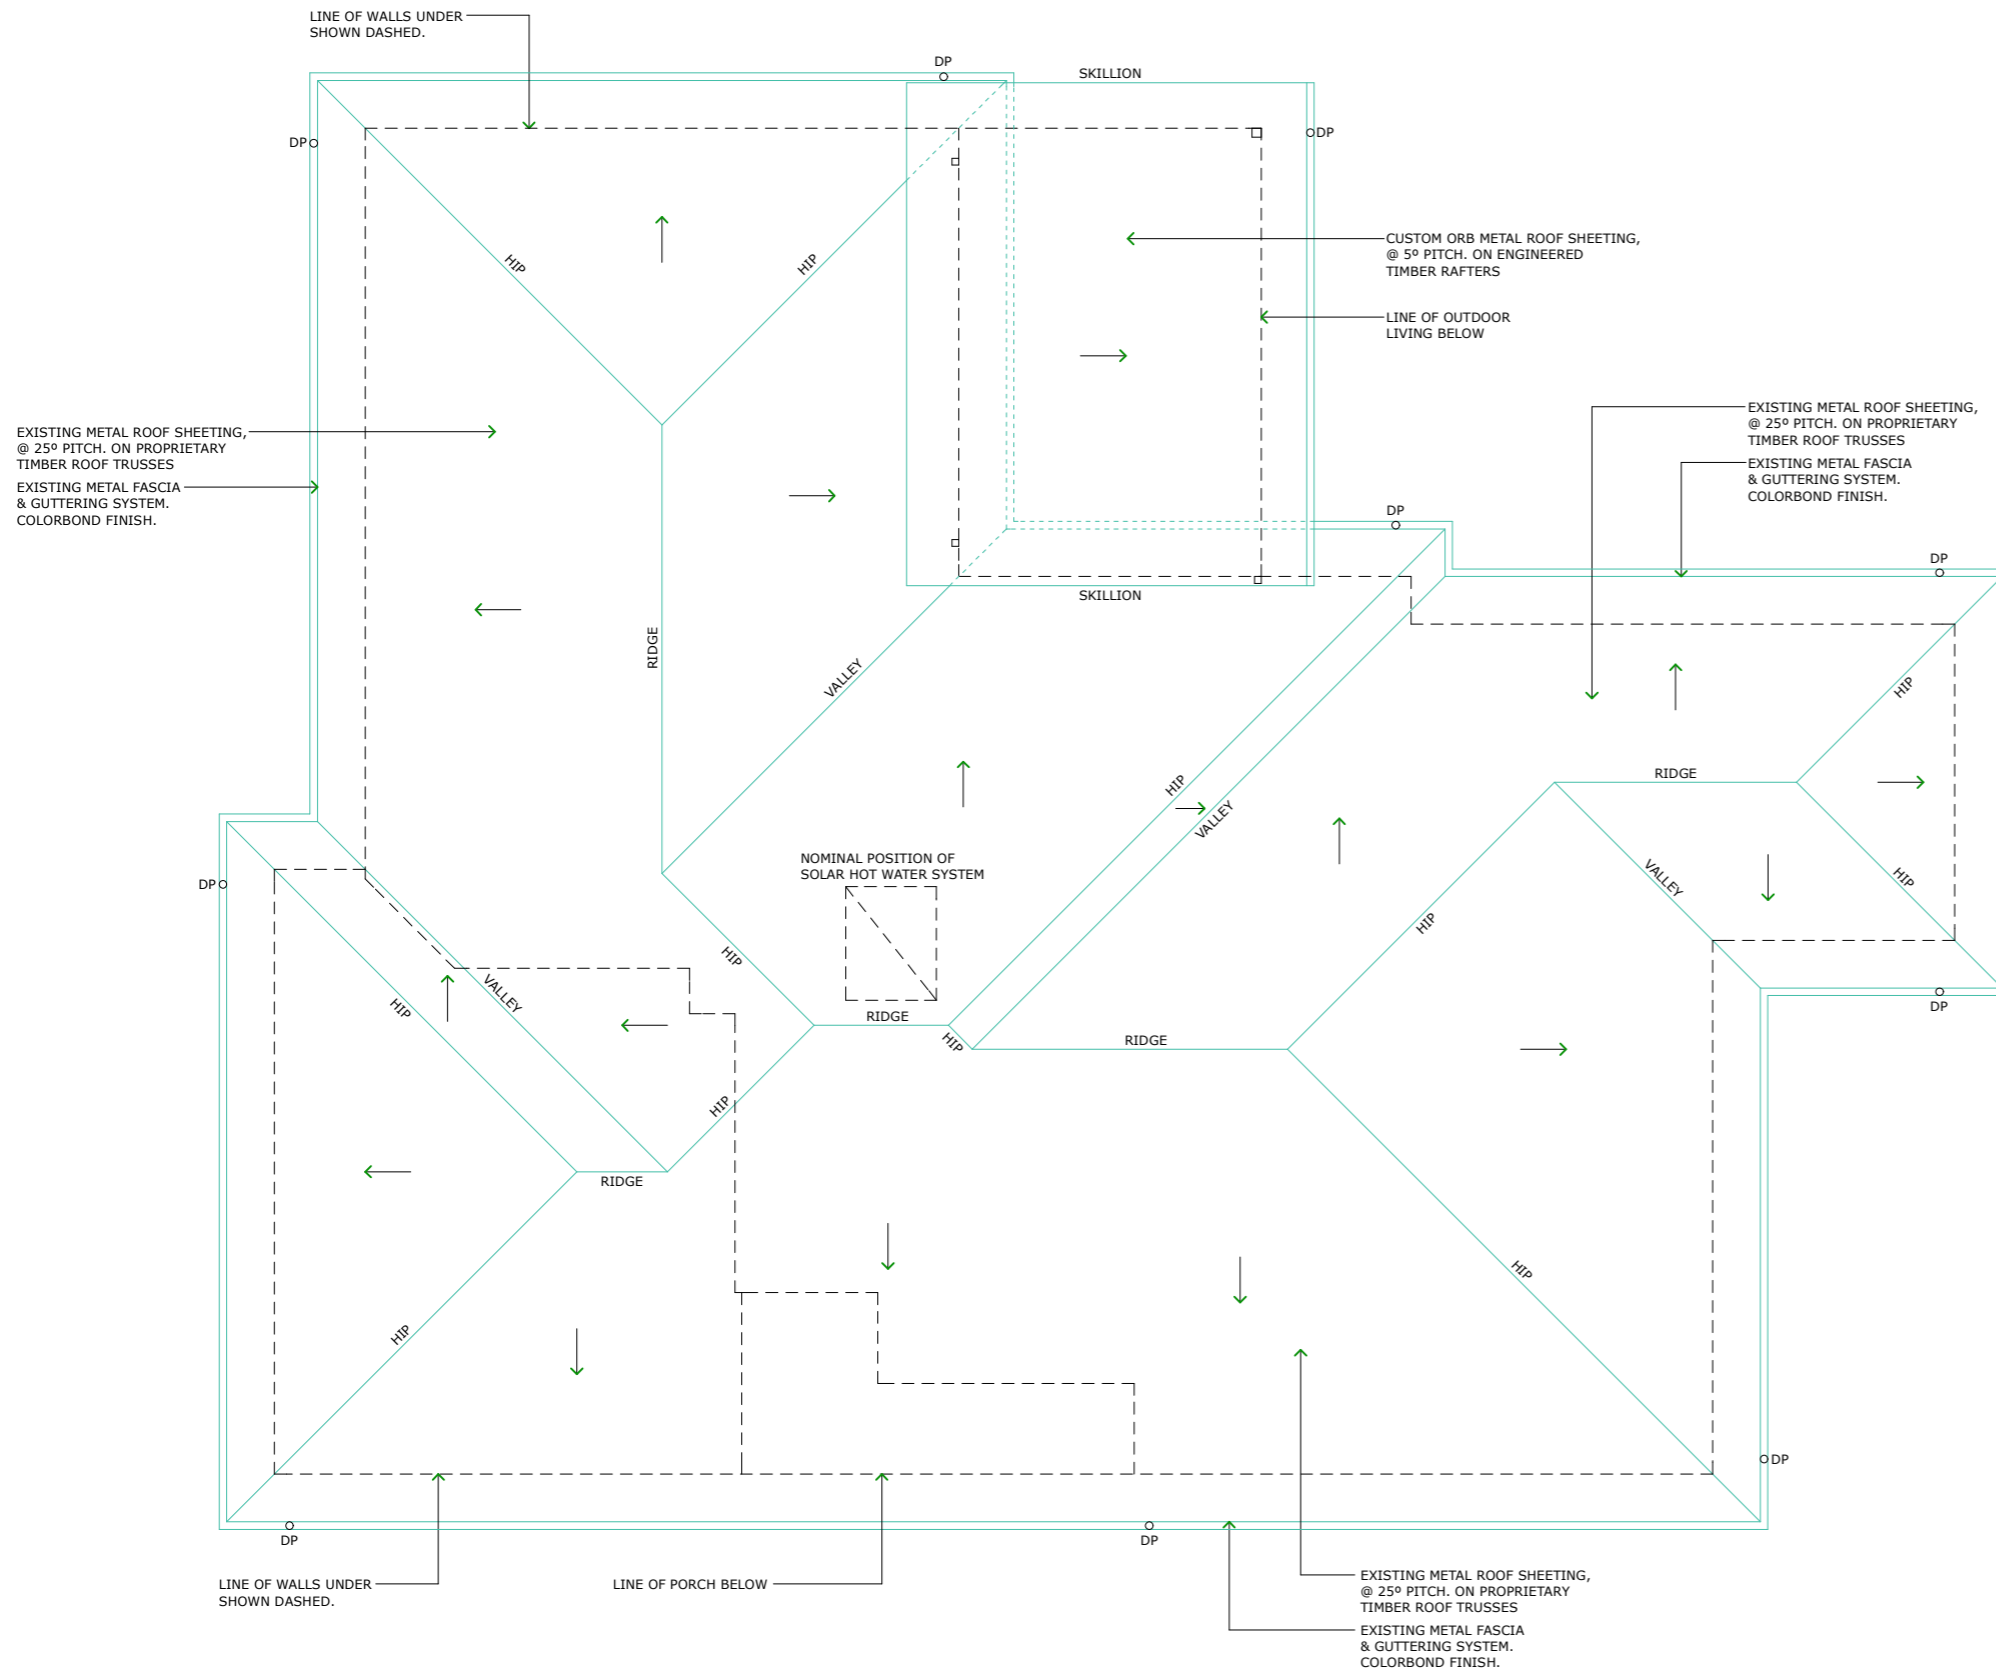 LINE OF WALLS UNDER
SHOWN DASHED.
DP
SKILLION
DP
DP
CUSTOM ORB METAL ROOF SHEETING,
@ 5º PITCH. ON ENGINEERED
TIMBER RAFTERS
HIP
HIP
LINE OF OUTDOOR
LIVING BELOW
EXISTING METAL ROOF SHEETING,
@ 25º PITCH. ON PROPRIETARY
TIMBER ROOF TRUSSES
EXISTING METAL FASCIA
& GUTTERING SYSTEM.
COLORBOND FINISH.
EXISTING METAL ROOF SHEETING,
@ 25º PITCH. ON PROPRIETARY
TIMBER ROOF TRUSSES
EXISTING METAL FASCIA
& GUTTERING SYSTEM.
COLORBOND FINISH.
DP
DP
SKILLION
RIDGE
VALLEY
HIP
RIDGE
HIP
VALLEY
NOMINAL POSITION OF
SOLAR HOT WATER SYSTEM
DP
VALLEY
HIP
HIP
HIP
VALLEY
HIP
DP
RIDGE
HIP
RIDGE
HIP
RIDGE
HIP
HIP
DP
DP
DP
LINE OF WALLS UNDER
SHOWN DASHED.
LINE OF PORCH BELOW
EXISTING METAL ROOF SHEETING,
@ 25º PITCH. ON PROPRIETARY
TIMBER ROOF TRUSSES
EXISTING METAL FASCIA
& GUTTERING SYSTEM.
COLORBOND FINISH.